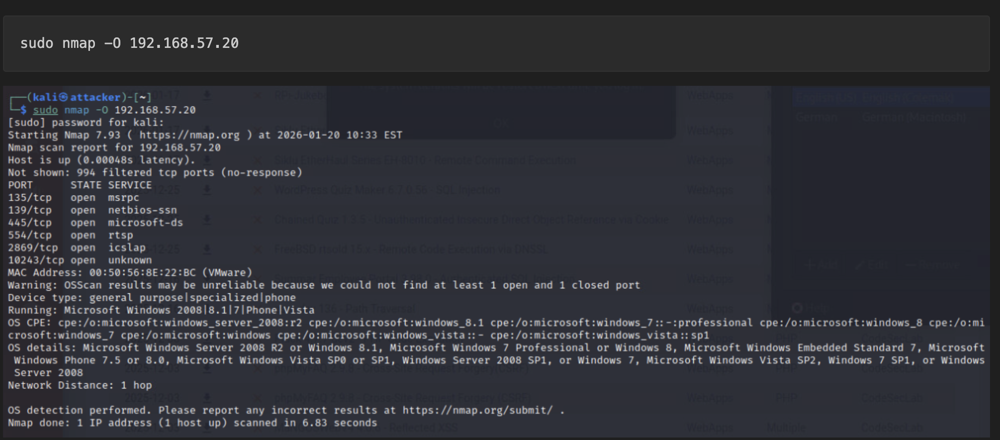 sudo nmap -O 192.168.57.20
┌──(kali㉿attacker)-[~]
└─$ sudo nmap -O 192.168.57.20
[sudo] password for kali:
Starting Nmap 7.93 ( https://nmap.org ) at 2026-01-20 10:33 EST
Nmap scan report for 192.168.57.20
Host is up (0.00048s latency).
Not shown: 994 filtered tcp ports (no-response)
PORT      STATE SERVICE
135/tcp   open  msrpc
139/tcp   open  netbios-ssn
445/tcp   open  microsoft-ds
554/tcp   open  rtsp
2869/tcp  open  icslap
10243/tcp open  unknown
MAC Address: 00:50:56:8E:22:BC (VMware)
Warning: OSScan results may be unreliable because we could not find at least 1 open and 1 closed port
Device type: general purpose|specialized|phone
Running: Microsoft Windows 2008|8.1|7|Phone|Vista
OS CPE: cpe:/o:microsoft:windows_server_2008:r2 cpe:/o:microsoft:windows_8.1 cpe:/o:microsoft:windows_7::-:professional cpe:/o:microsoft:windows_8 cpe:/o:mi
crosoft:windows_7 cpe:/o:microsoft:windows cpe:/o:microsoft:windows_vista::- cpe:/o:microsoft:windows_vista::sp1
OS details: Microsoft Windows Server 2008 R2 or Windows 8.1, Microsoft Windows 7 Professional or Windows 8, Microsoft Windows Embedded Standard 7, Microsoft
Windows Phone 7.5 or 8.0, Microsoft Windows Vista SP0 or SP1, Windows Server 2008 SP1, or Windows 7, Microsoft Windows Vista SP2, Windows 7 SP1, or Windows
Server 2008
Network Distance: 1 hop
OS detection performed. Please report any incorrect results at https://nmap.org/submit/ .
Nmap done: 1 IP address (1 host up) scanned in 6.83 seconds